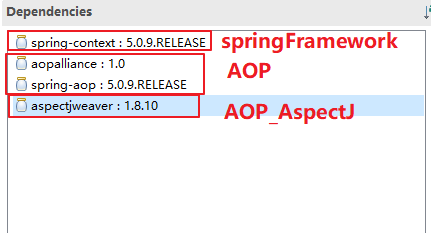 Dependencies
spring-context : 5.0.9.RELEASE springFramework
aopalliance : 1.0 AOP
spring-aop : 5.0.9.RELEASE
aspectjweaver : 1.8.10 AOP_AspectJ